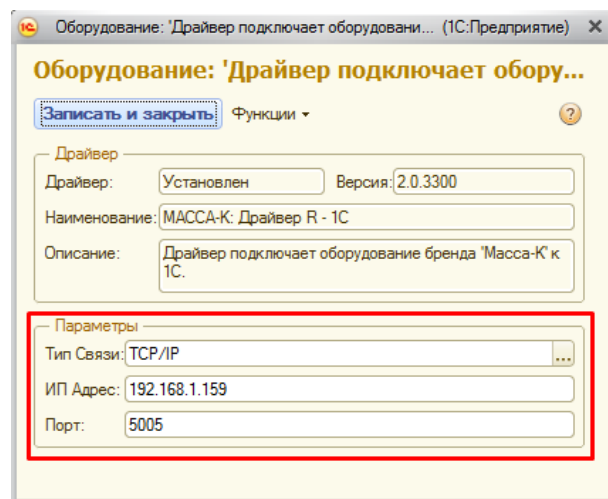 Оборудование: 'Драйвер подключает оборудовани... (1С:Предприятие)
Оборудование: 'Драйвер подключает обору...
Записать и закрыть Функции
Драйвер
Драйвер: Установлен Версия: 2.0.3300
Наименование: МАССА-К: Драйвер R - 1С
Описание: Драйвер подключает оборудование бренда 'Масса-К' к
1С.
Параметры
Тип Связи: TCP/IP ...
ИП Адрес: 192.168.1.159
Порт: 5005